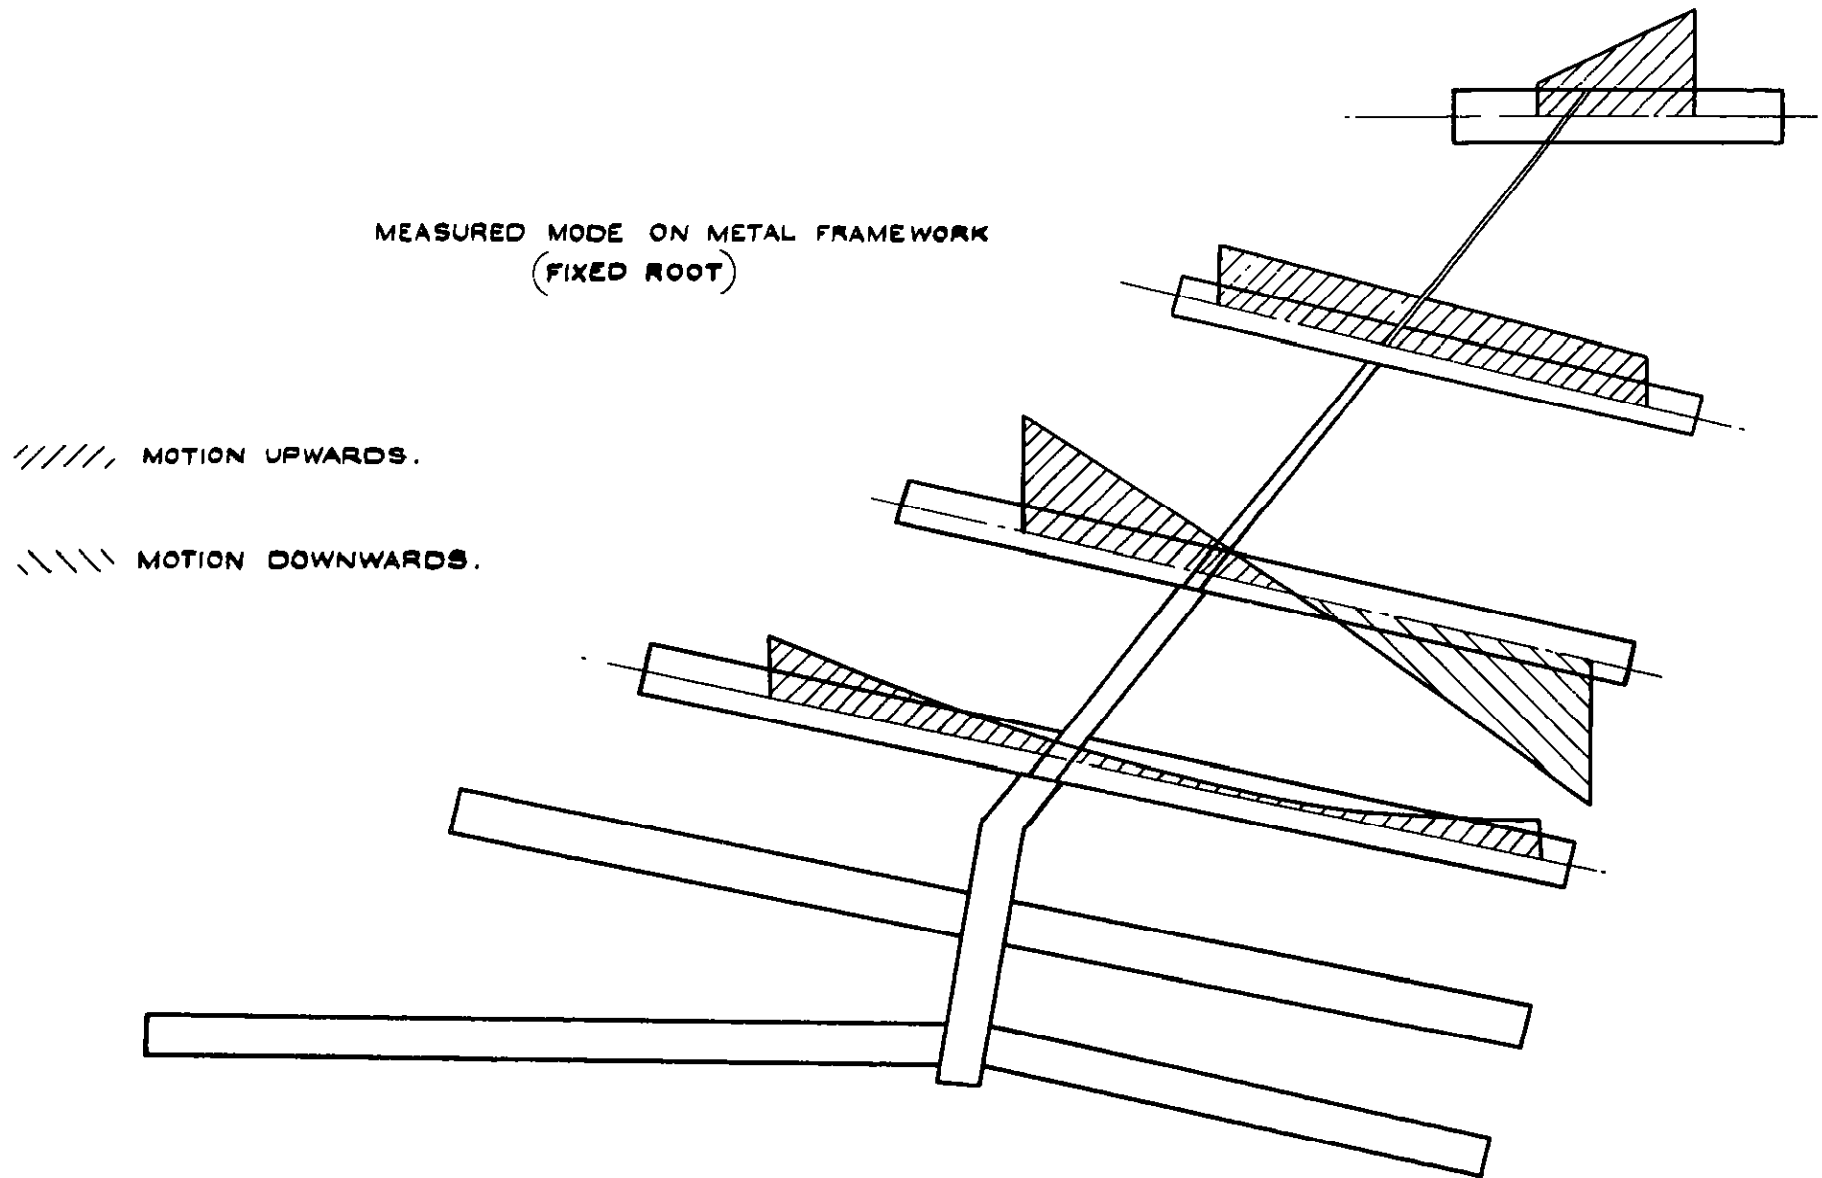 MEASURED MODE ON METAL FRAMEWORK
(FIXED ROOT)
MOTION UPWARDS.
MOTION DOWNWARDS.